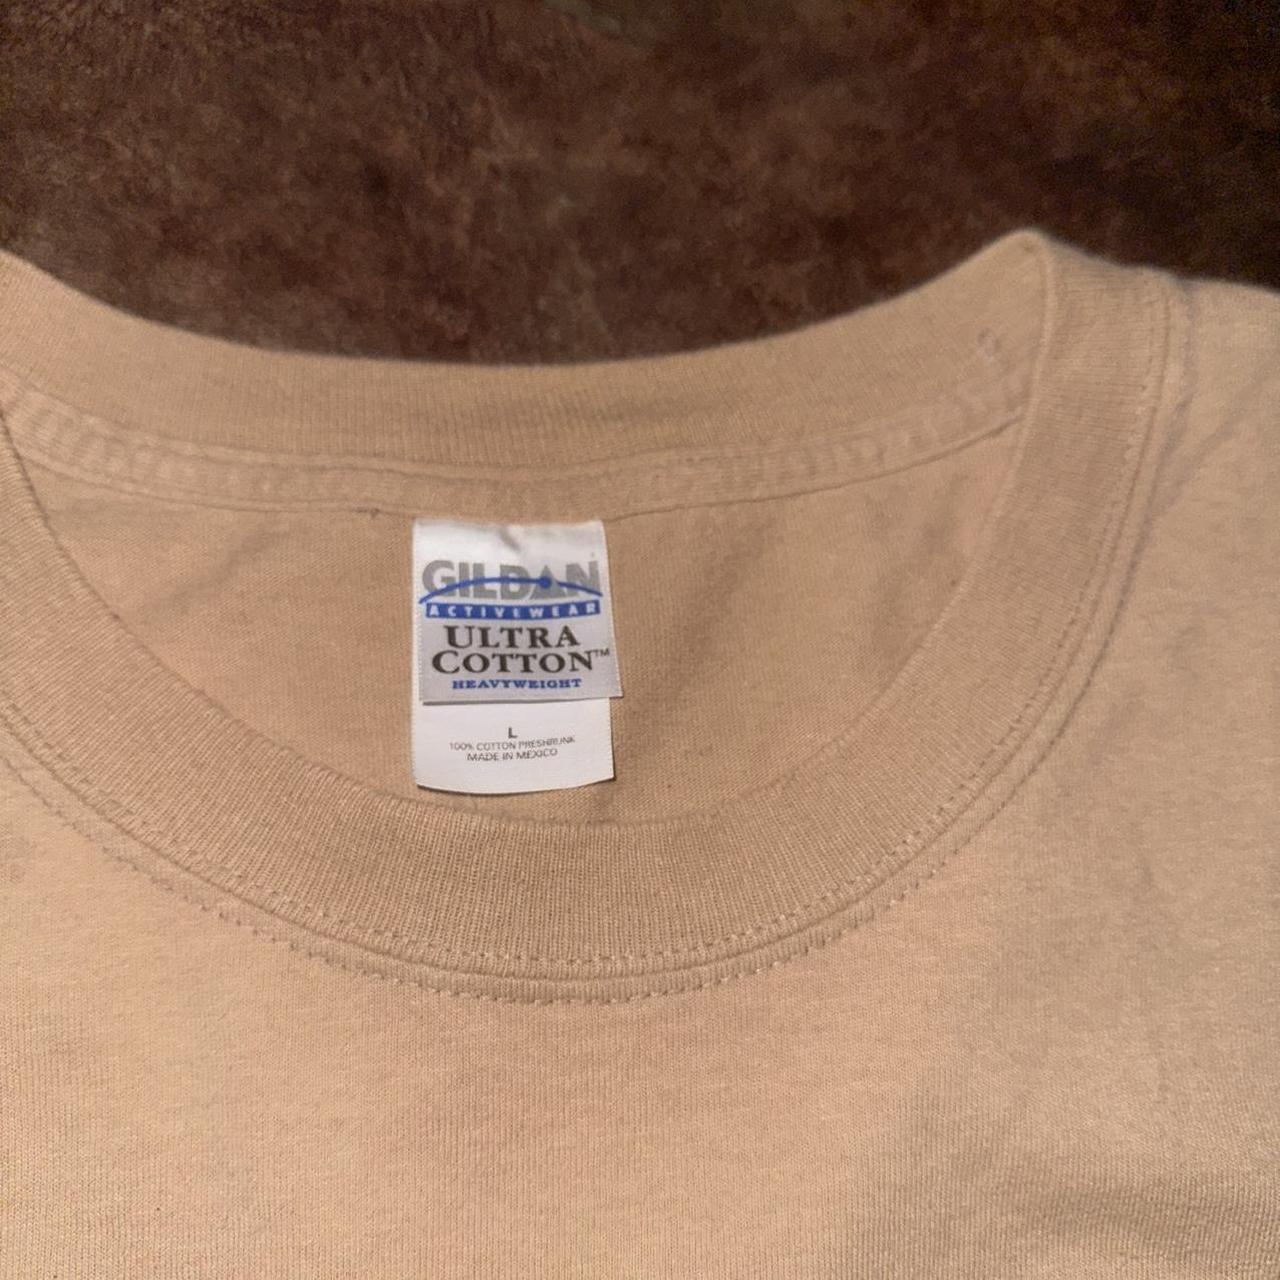 GILDAN
ACTIVEWEAR
ULTRA
COTTON™
HEAVYWEIGHT
L
100% COTTON PRESHRUNK
MADE IN MEXICO